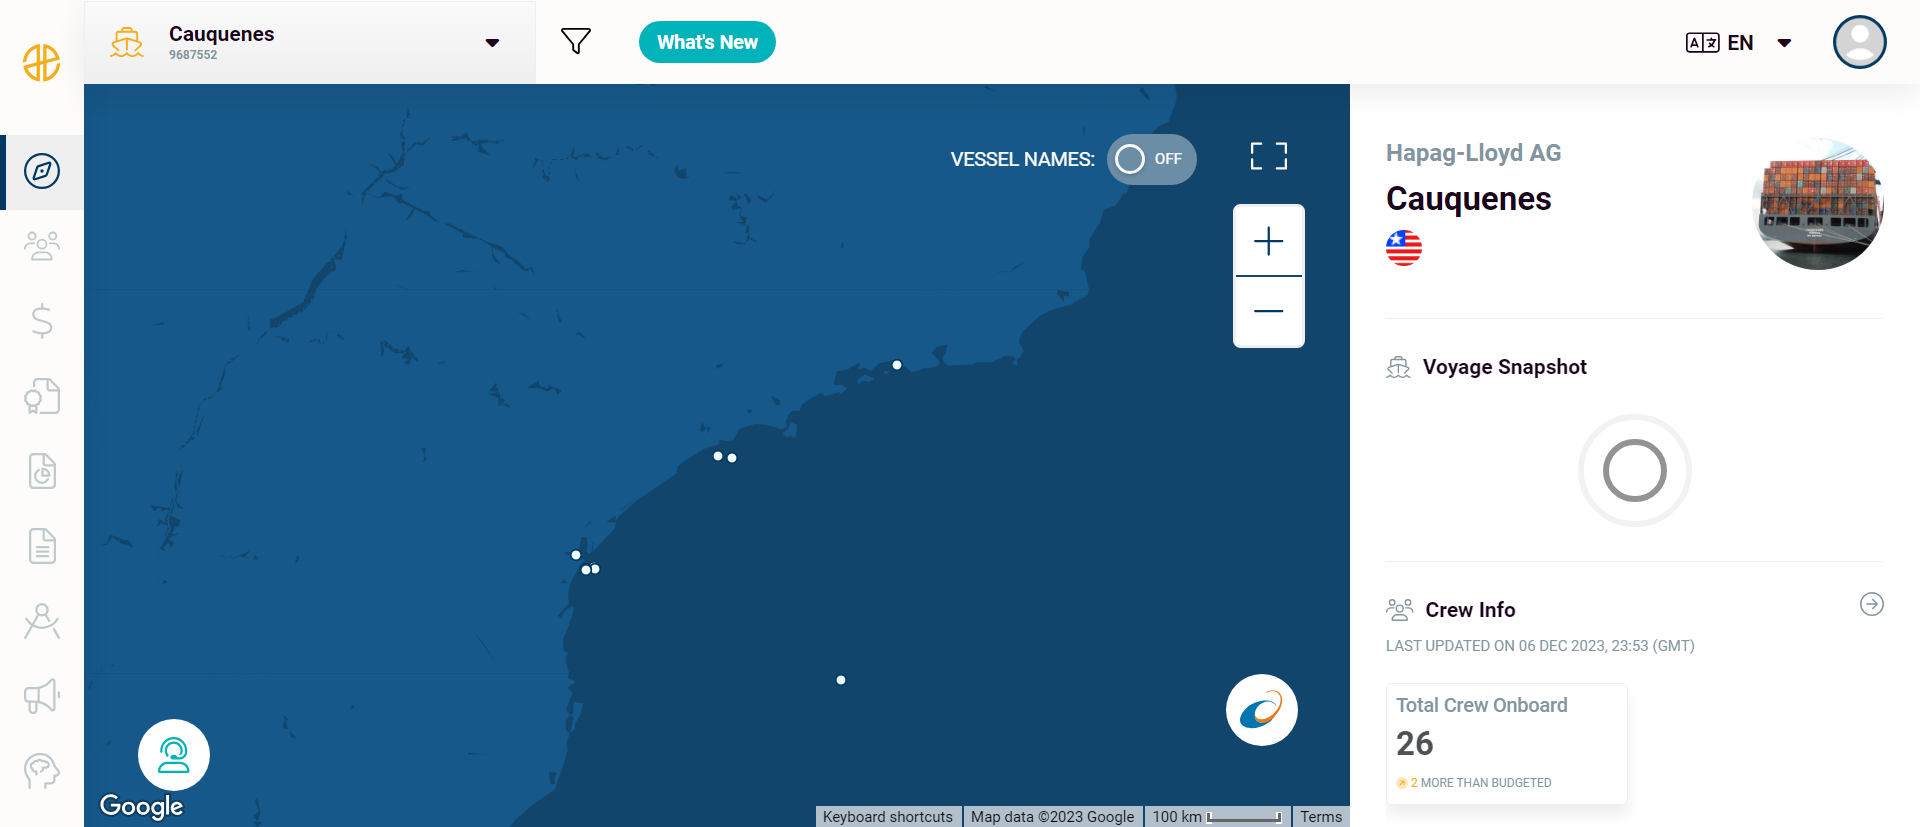 Cauquenes
9687552
What's New
EN
VESSEL NAMES:
OFF
Hapag-Lloyd AG
Cauquenes
Voyage Snapshot
Crew Info
LAST UPDATED ON 06 DEC 2023, 23:53 (GMT)
Total Crew Onboard
26
2 MORE THAN BUDGETED
Google
Keyboard shortcuts
Map data ©2023 Google
100 km
Terms